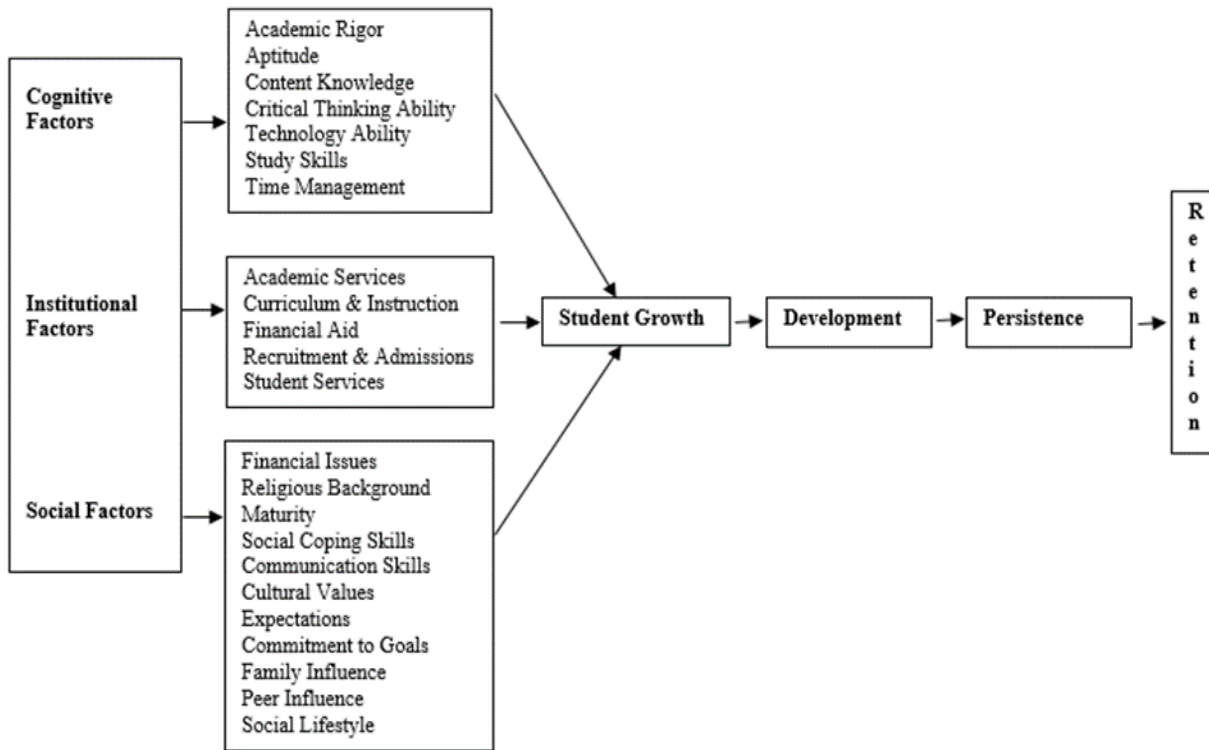 Cognitive
Factors
Institutional
Factors
Social Factors
Academic Rigor
Aptitude
Content Knowledge
Critical Thinking Ability
Technology Ability
Study Skills
Time Management
Academic Services
Curriculum & Instruction
Financial Aid
Recruitment & Admissions
Student Services
Financial Issues
Religious Background
Maturity
Social Coping Skills
Communication Skills
Cultural Values
Expectations
Commitment to Goals
Family Influence
Peer Influence
Social Lifestyle
Student Growth
Development
Persistence
Retention